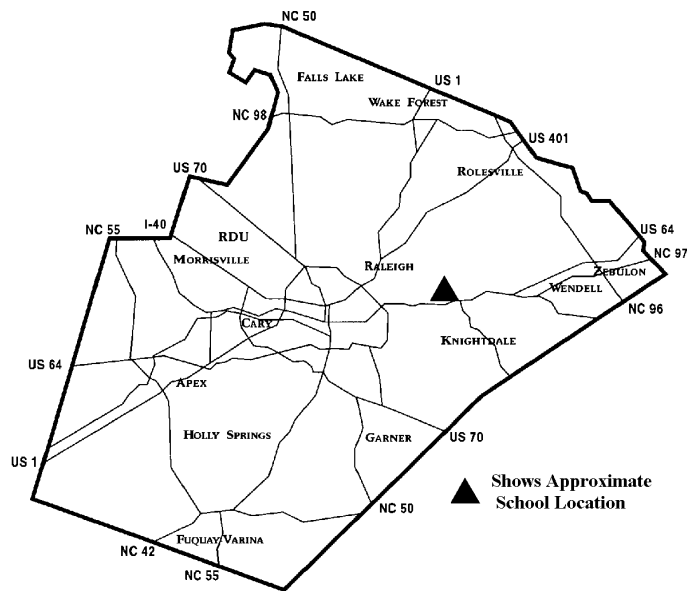 NC 50
FALLS LAKE
US 1
WAKE FOREST
NC 98
US 401
US 70
ROLESVILLE
NC 55
I-40
RDU
US 64
MORRISVILLE
RALEIGH
NC 97
ZEBULON
WENDELL
NC 96
CARY
KNIGHTDALE
US 64
APEX
HOLLY SPRINGS
GARNER
US 70
US 1
Shows Approximate
School Location
NC 50
FUQUAY-VARINA
NC 42
NC 55